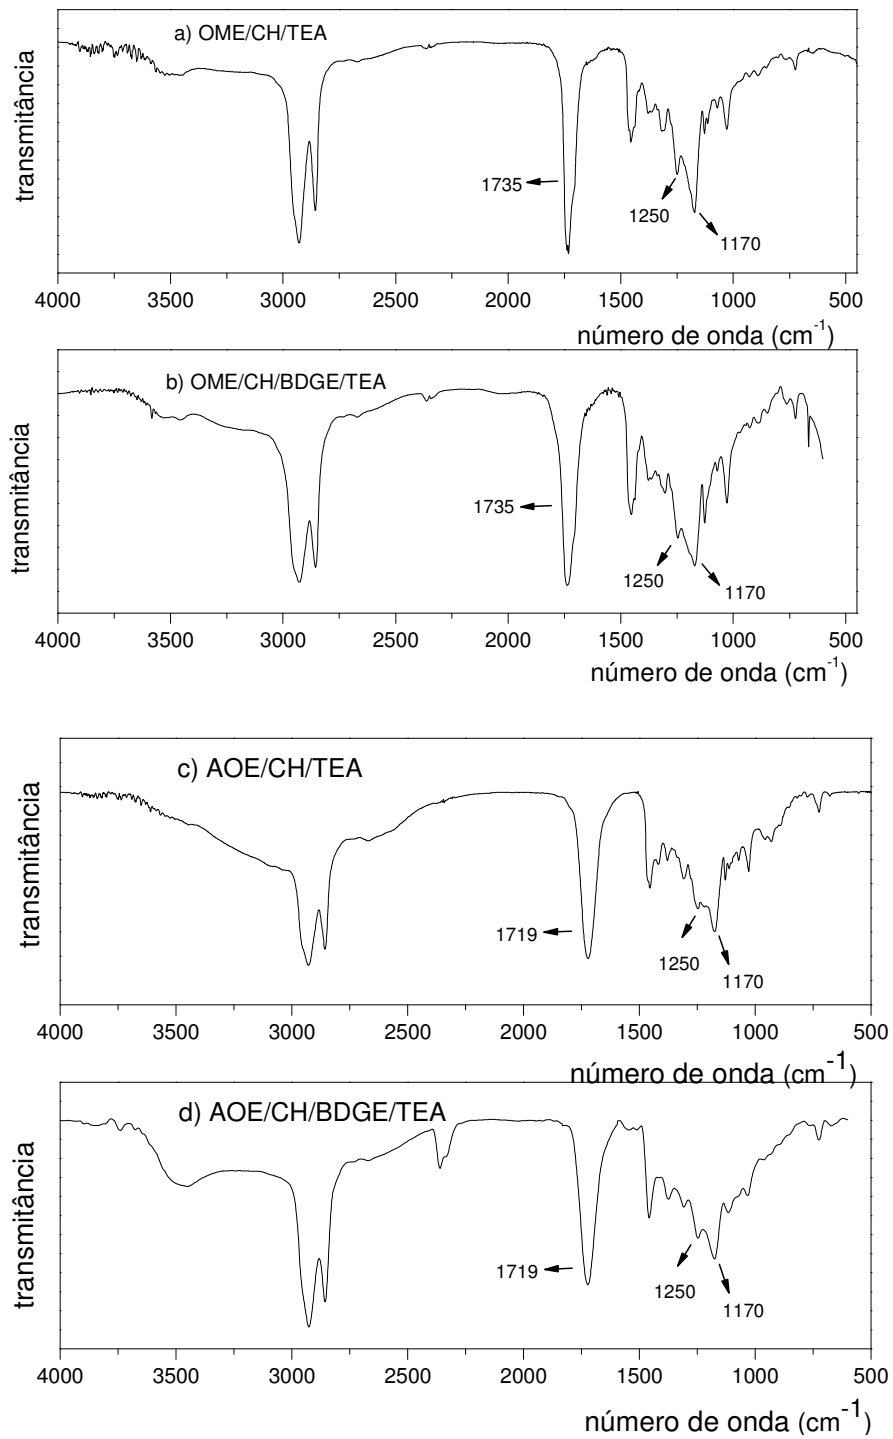 a) OME/CH/TEA
transmitância
1735
1250
1170
4000 3500 3000 2500 2000 1500 1000 500
número de onda (cm-1)
b) OME/CH/BDGE/TEA
transmitância
1735
1250
1170
4000 3500 3000 2500 2000 1500 1000 500
número de onda (cm-1)
c) AOE/CH/TEA
transmitância
1719
1250
1170
4000 3500 3000 2500 2000 1500 1000 500
número de onda (cm-1)
d) AOE/CH/BDGE/TEA
transmitância
1719
1250
1170
4000 3500 3000 2500 2000 1500 1000 500
número de onda (cm-1)